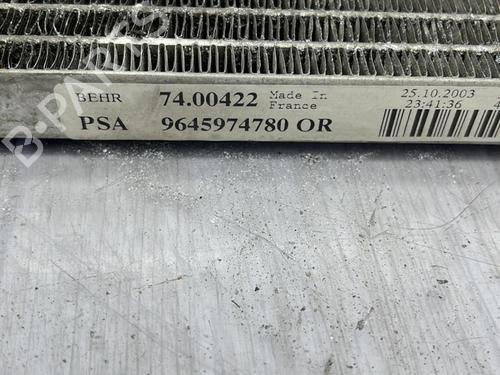 BEHR 74.00422 Made In France 25.10.2003 23:41:36
PSA 9645974780 OR
B-PARTS